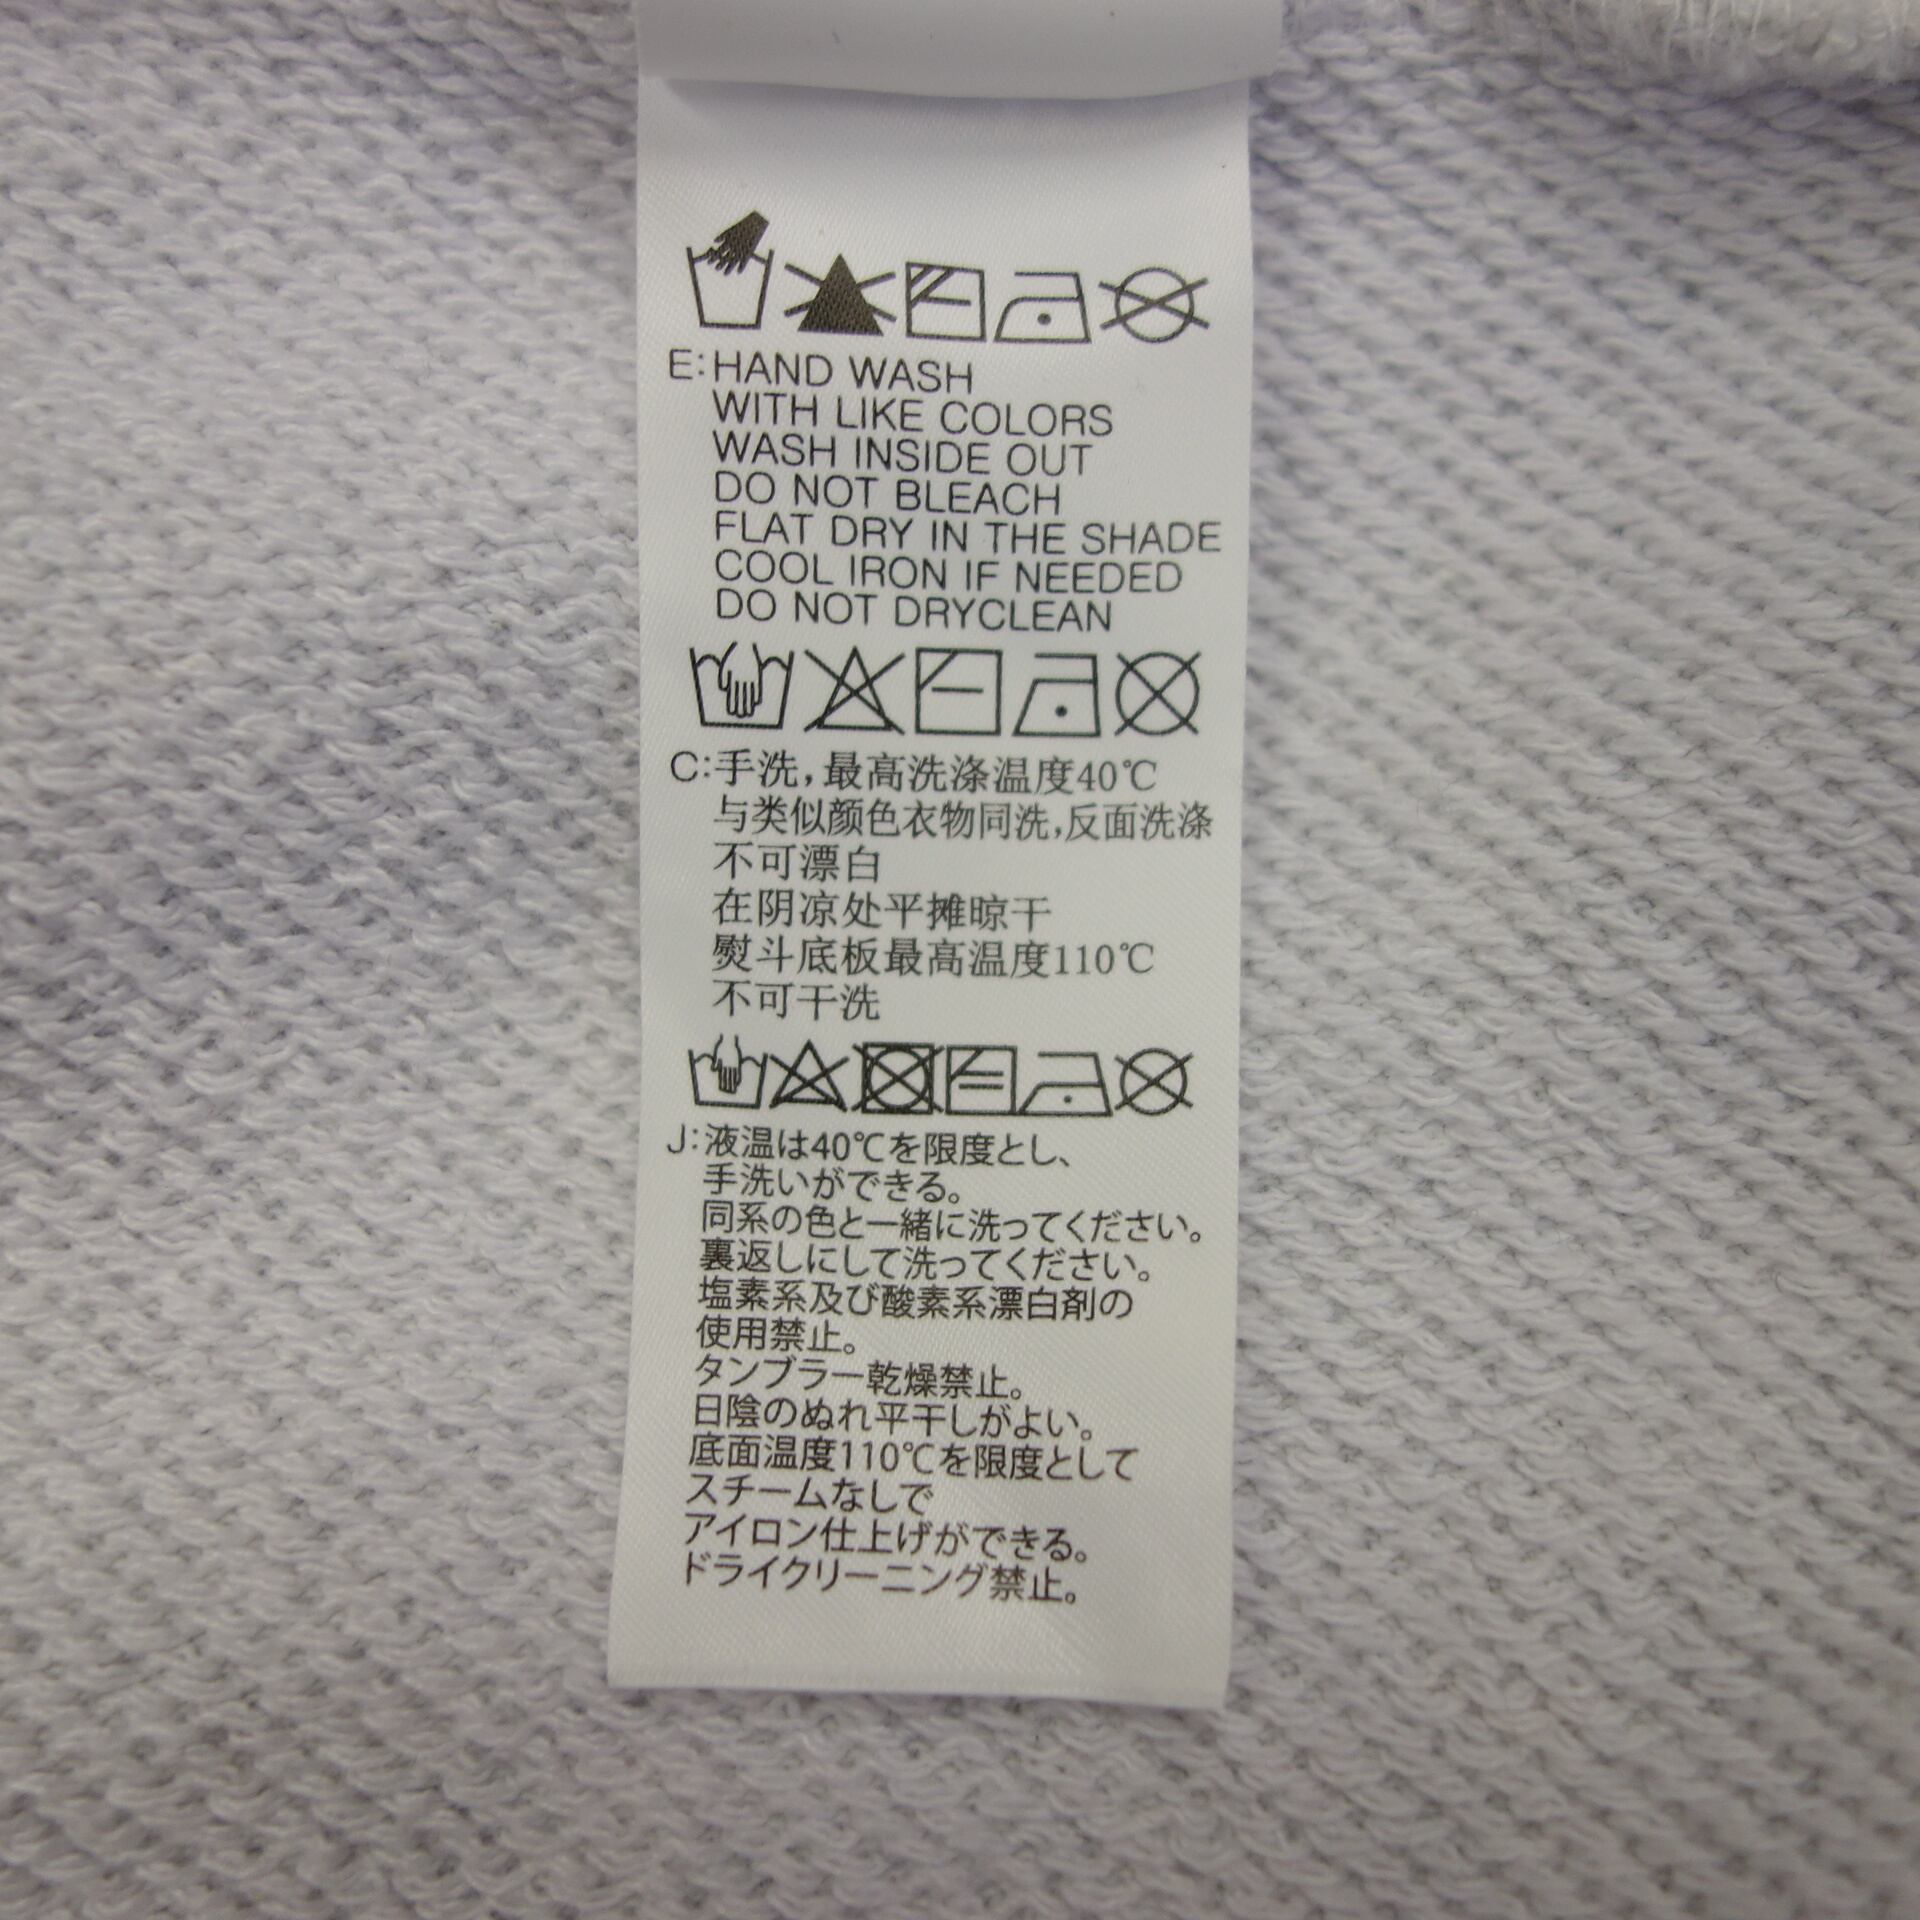 E:HAND WASH
WITH LIKE COLORS
WASH INSIDE OUT
DO NOT BLEACH
FLAT DRY IN THE SHADE
COOL IRON IF NEEDED
DO NOT DRYCLEAN
C:手洗,最高洗涤温度40℃
与类似颜色衣物同洗,反面洗涤
不可漂白
在阴凉处平摊晾干
熨斗底板最高温度110℃
不可干洗
J:液温は40℃を限度とし、
手洗いができる。
同系の色と一緒に洗ってください。
裏返しにして洗ってください。
塩素系及び酸素系漂白剤の
使用禁止。
タンブラー乾燥禁止。
日陰のぬれ平干しがよい。
底面温度110℃を限度として
スチームなしで
アイロン仕上げができる。
ドライクリーニング禁止。